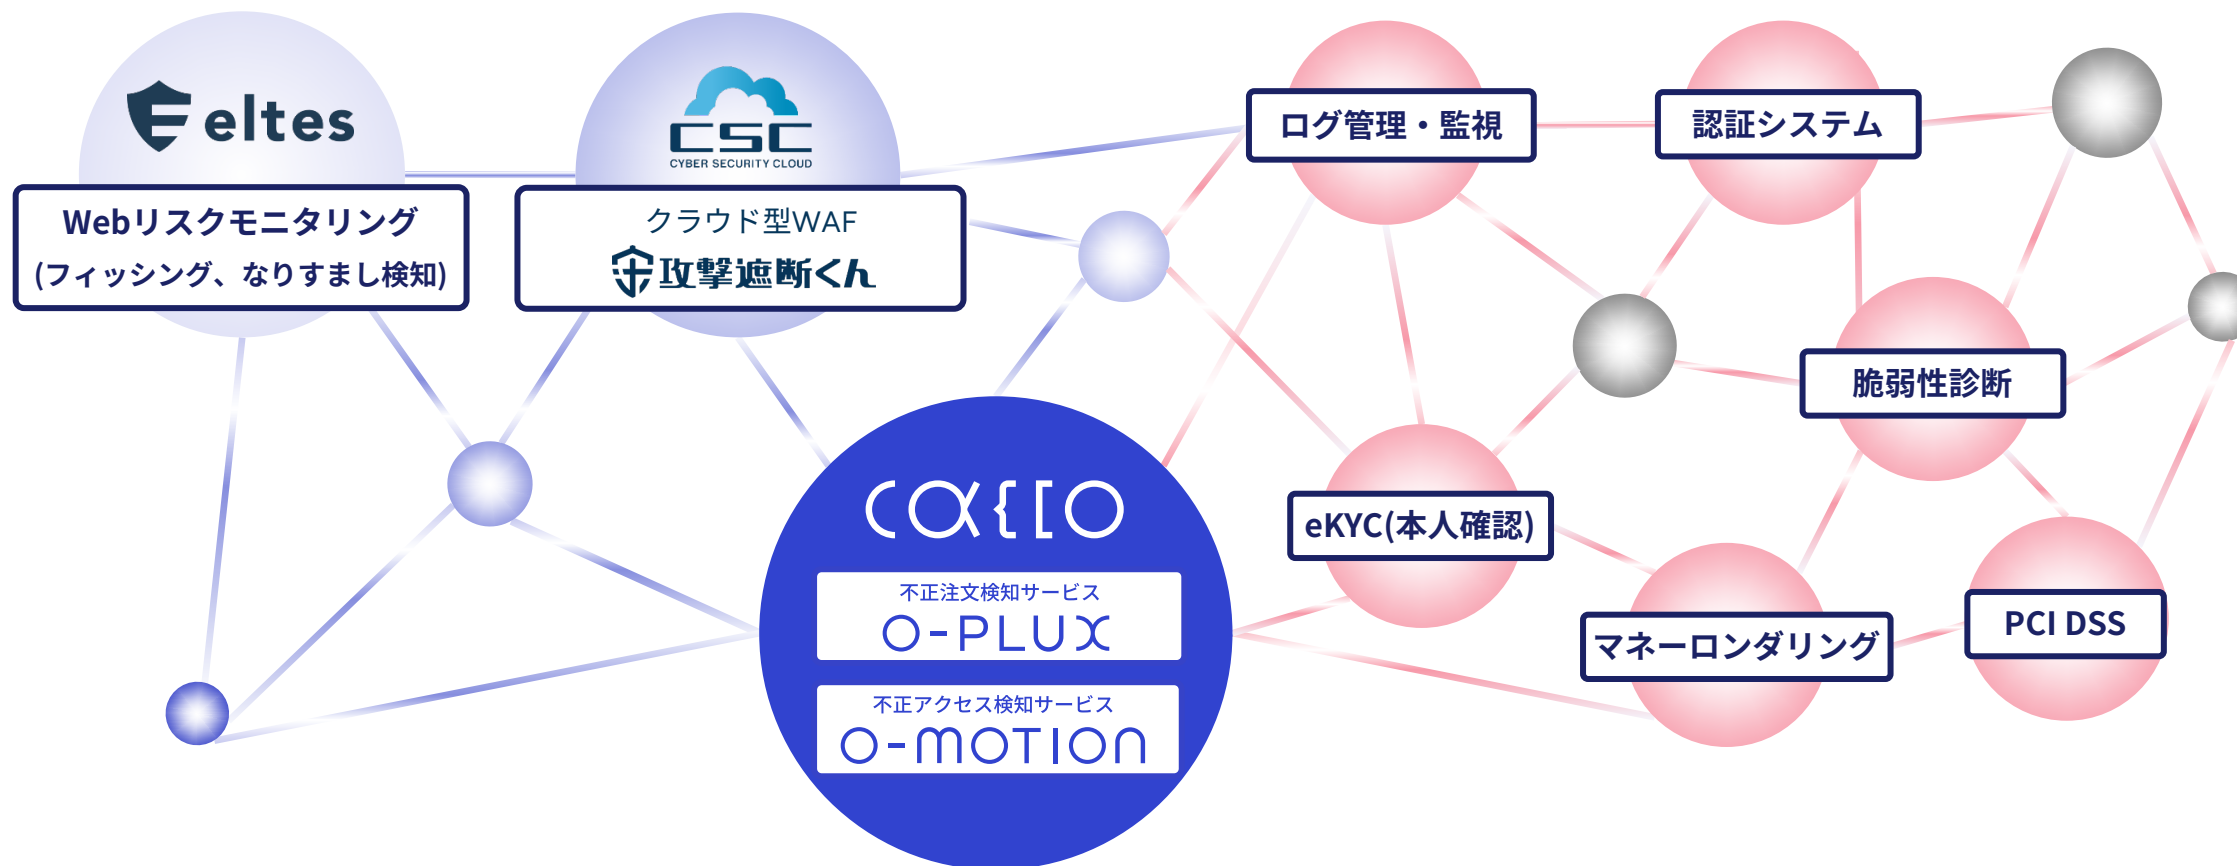 eltes
Webリスクモニタリング
(フィッシング、なりすまし検知)
CSC
CYBER SECURITY CLOUD
クラウド型WAF
攻撃遮断くん
ログ管理・監視
認証システム
脆弱性診断
eKYC(本人確認)
マネーロンダリング
PCI DSS
cacco
不正注文検知サービス
O-PLUX
不正アクセス検知サービス
O-MOTION